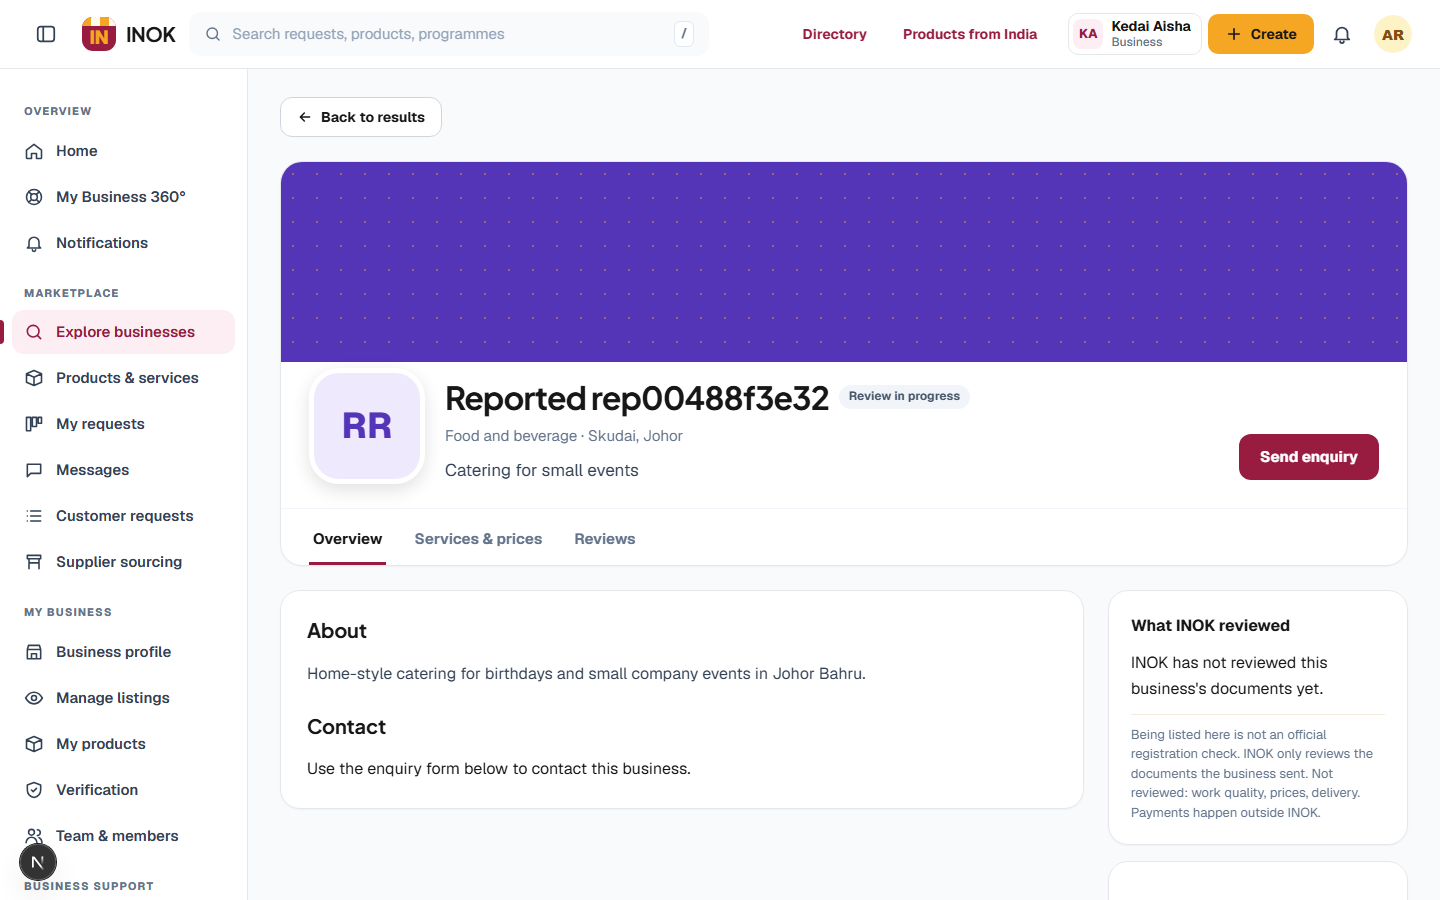 IN INOK
Search requests, products, programmes
/
Directory
Products from India
KA
Kedai Aisha
Business
Create
AR
OVERVIEW
Home
My Business 360°
Notifications
MARKETPLACE
Explore businesses
Products & services
My requests
Messages
Customer requests
Supplier sourcing
MY BUSINESS
Business profile
Manage listings
My products
Verification
Team & members
N
BUSINESS SUPPORT
Back to results
RR
Reported rep00488f3e32
Review in progress
Food and beverage · Skudai, Johor
Catering for small events
Send enquiry
Overview
Services & prices
Reviews
About
Home-style catering for birthdays and small company events in Johor Bahru.
Contact
Use the enquiry form below to contact this business.
What INOK reviewed
INOK has not reviewed this
business's documents yet.
Being listed here is not an official
registration check. INOK only reviews the
documents the business sent. Not
reviewed: work quality, prices, delivery.
Payments happen outside INOK.